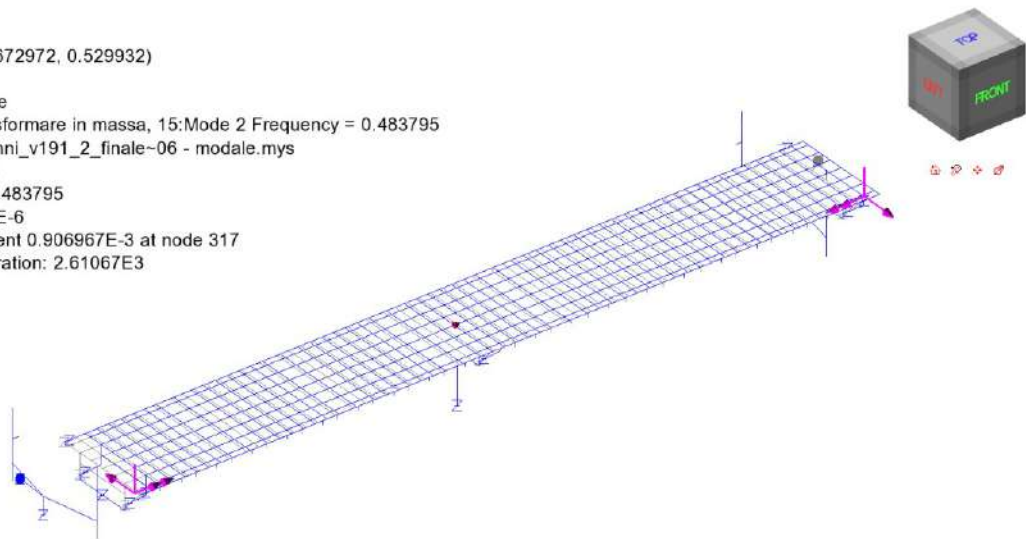 672972, 0.529932)
e
sformare in massa, 15:Mode 2 Frequency = 0.483795
nni_v191_2_finale~06 - modale.mys
483795
E-6
ent 0.906967E-3 at node 317
ration: 2.61067E3
TOP
FRONT
Z
Z
Z
Z
Z
Z
Z